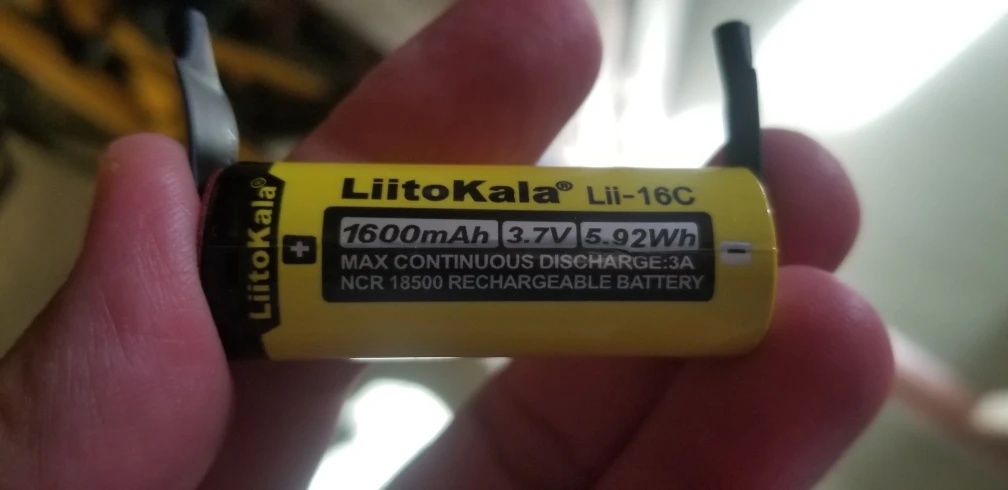 LiitoKala®
+
LiitoKala® Lii-16C
1600mAh 3.7V 5.92Wh
MAX CONTINUOUS DISCHARGE:3A
NCR 18500 RECHARGEABLE BATTERY
-